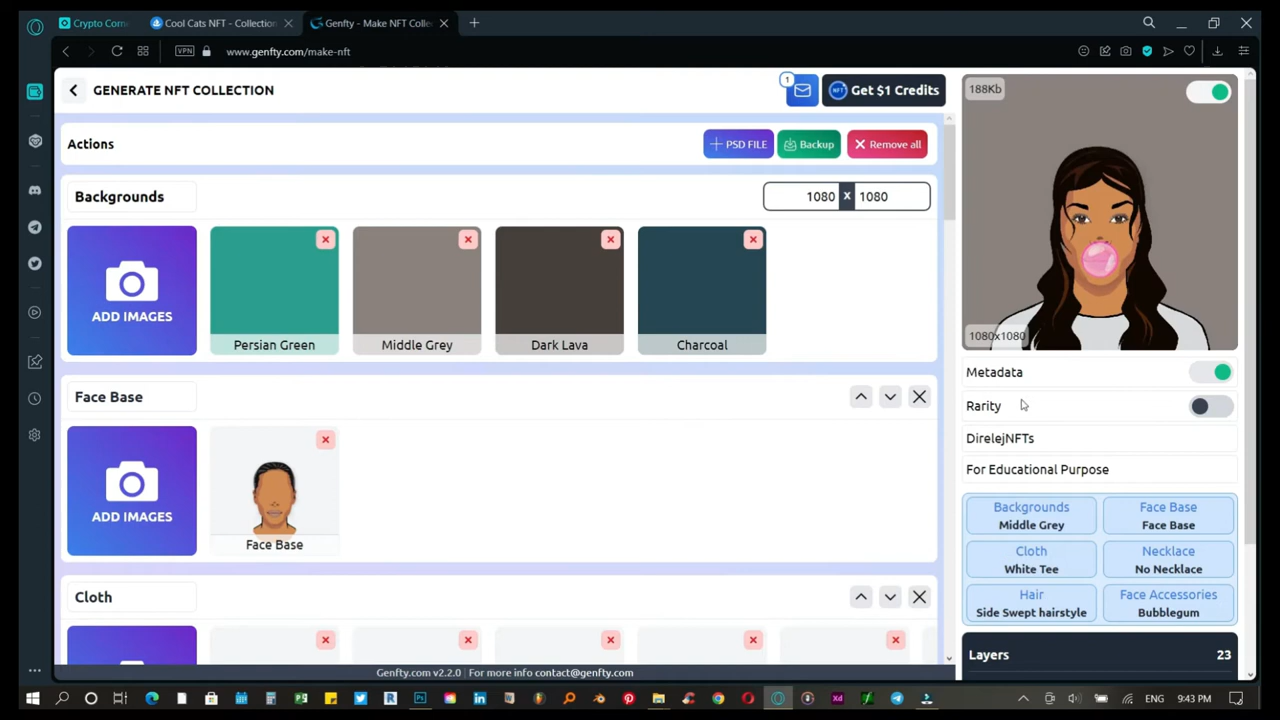 Crypto Corn
Cool Cats NFT - Collection
Genfty - Make NFT Colle
VPN
www.genfty.com/make-nft
GENERATE NFT COLLECTION
1
NFT
Get $1 Credits
Actions
PSD FILE
Backup
Remove all
Backgrounds
1080 x 1080
ADD IMAGES
Persian Green
Middle Grey
Dark Lava
Charcoal
Face Base
ADD IMAGES
Face Base
Cloth
188Kb
1080x1080
Metadata
Rarity
DirelejNFTs
For Educational Purpose
Backgrounds
Middle Grey
Face Base
Face Base
Cloth
White Tee
Necklace
No Necklace
Hair
Side Swept hairstyle
Face Accessories
Bubblegum
Layers 23
Genfty.com v2.2.0 | For more info contact@genfty.com
ENG
9:43 PM